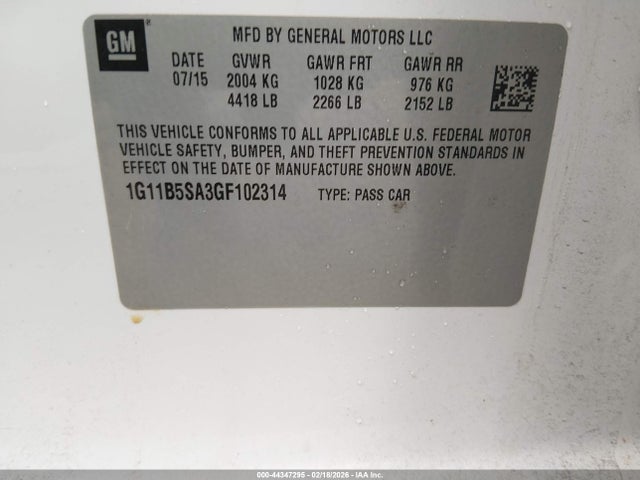 GM
MFD BY GENERAL MOTORS LLC
DATE GVWR GAWR FRT GAWR RR
07/15 2004 KG 1028 KG 976 KG
4418 LB 2266 LB 2152 LB
THIS VEHICLE CONFORMS TO ALL APPLICABLE U.S. FEDERAL MOTOR
VEHICLE SAFETY, BUMPER, AND THEFT PREVENTION STANDARDS IN
EFFECT ON THE DATE OF MANUFACTURE SHOWN ABOVE.
1G11B5SA3GF102314 TYPE: PASS CAR
000-44347295 - 02/18/2026 - IAAI, Inc.